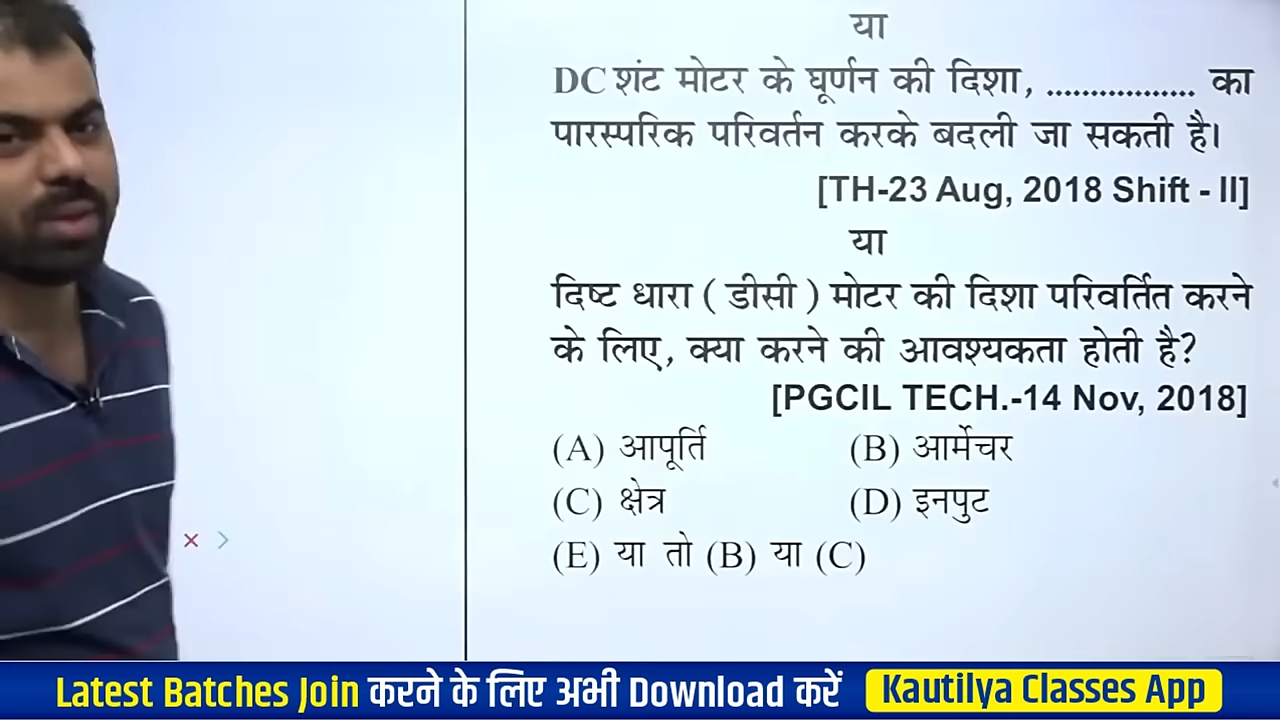 या
DC शंट मोटर के घूर्णन की दिशा, ................. का
पारस्परिक परिवर्तन करके बदली जा सकती है।
[TH-23 Aug, 2018 Shift - II]
या
दिष्ट धारा ( डीसी ) मोटर की दिशा परिवर्तित करने
के लिए, क्या करने की आवश्यकता होती है?
[PGCIL TECH.-14 Nov, 2018]
(A) आपूर्ति (B) आर्मेचर
(C) क्षेत्र (D) इनपुट
(E) या तो (B) या (C)
Latest Batches Join करने के लिए अभी Download करें Kautilya Classes App